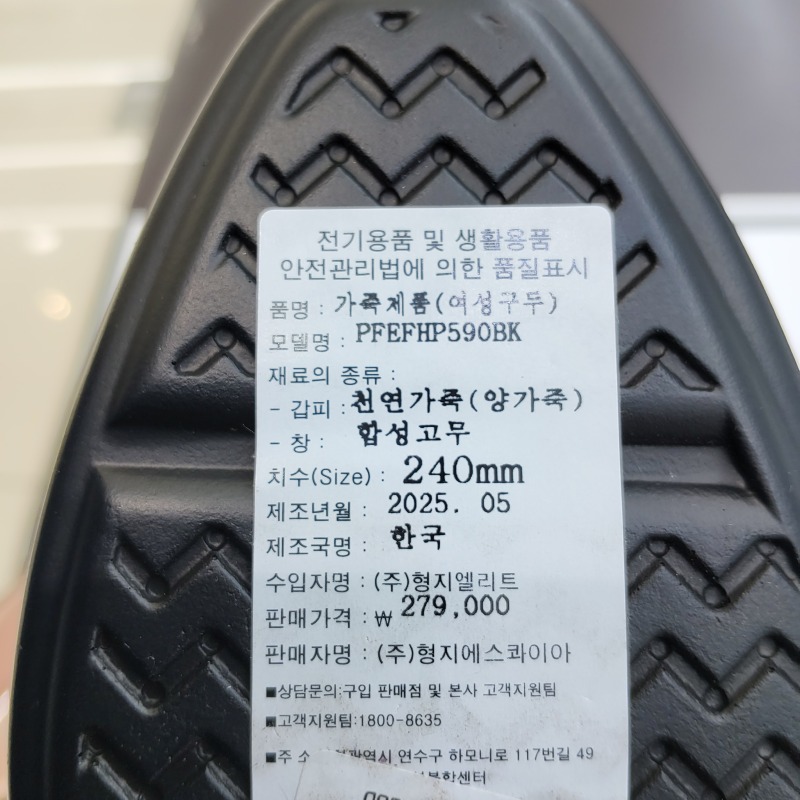 전기용품 및 생활용품
안전관리법에 의한 품질표시
품명 : 가죽제품(여성구두)
모델명 : PFEFHP590BK
재료의 종류 :
- 갑피 : 천연가죽(양가죽)
- 창 : 합성고무
치수(Size) : 240mm
제조년월 : 2025. 05
제조국명 : 한국
수입자명 : (주)형지엘리트
판매가격 : ₩ 279,000
판매자명 : (주)형지에스콰이아
■상담문의:구입 판매점 및 본사 고객지원팀
■고객지원팀:1800-8635
■주 소 연수구 하모니로 117번길 49